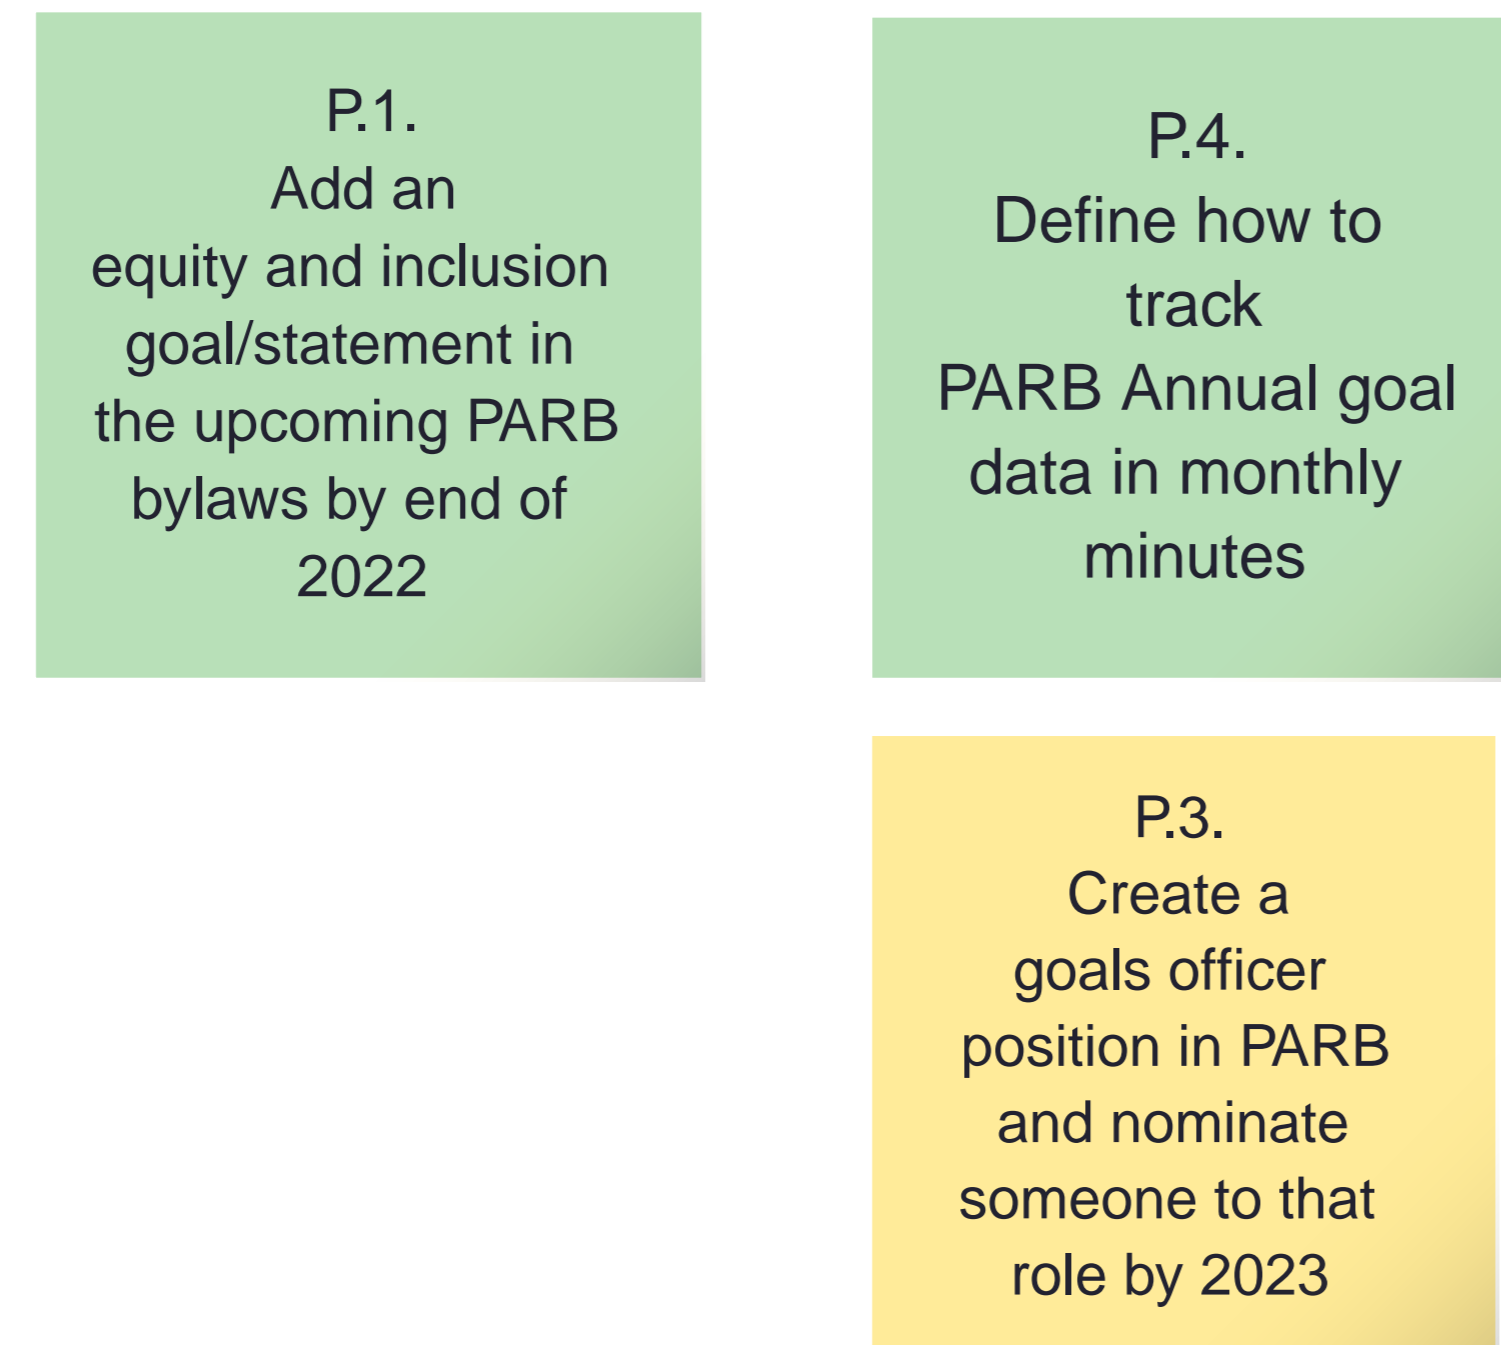 P.1.
Add an
equity and inclusion
goal/statement in
the upcoming PARB
bylaws by end of
2022
P.4.
Define how to
track
PARB Annual goal
data in monthly
minutes
P.3.
Create a
goals officer
position in PARB
and nominate
someone to that
role by 2023